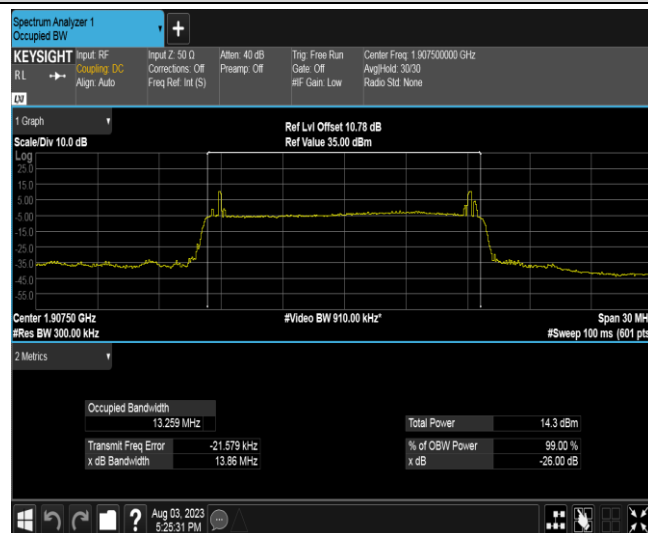 Spectrum Analyzer 1
Occupied BW
KEYSIGHT Input: RF Input Z: 50 Ω Atten: 40 dB Trig: Free Run Center Freq: 1.907500000 GHz
RL Coupling: DC Corrections: Off Preamp: Off Gate: Off Avg|Hold: 30/30
Align: Auto Freq Ref: Int (S) #IF Gain: Low Radio Std: None
LXI
1 Graph
Ref Lvl Offset 10.78 dB
Scale/Div 10.0 dB Ref Value 35.00 dBm
Log
25.0
15.0
5.00
-5.00
-15.0
-25.0
-35.0
-45.0
-55.0
Center 1.90750 GHz #Video BW 910.00 kHz* Span 30 MH
#Res BW 300.00 kHz #Sweep 100 ms (601 pts
2 Metrics
Occupied Bandwidth
13.259 MHz Total Power 14.3 dBm
Transmit Freq Error -21.579 kHz % of OBW Power 99.00 %
x dB Bandwidth 13.86 MHz x dB -26.00 dB
Aug 03, 2023
5:25:31 PM